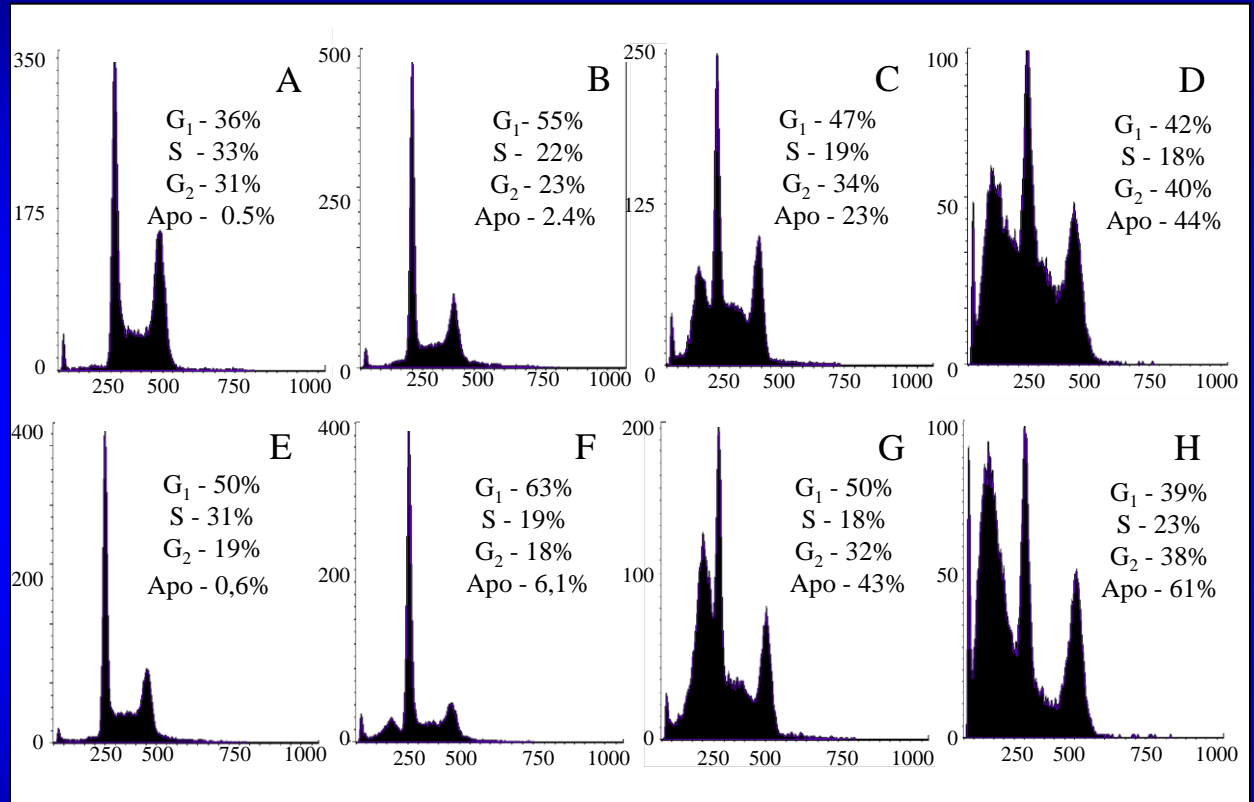 A
350
175
0
G1 - 36%
S - 33%
G2 - 31%
Apo - 0.5%
250 500 750 1000
B
500
250
0
G1- 55%
S - 22%
G2 - 23%
Apo - 2.4%
250 500 750 1000
C
250
125
0
G1 - 47%
S - 19%
G2 - 34%
Apo - 23%
250 500 750 1000
D
100
50
0
G1 - 42%
S - 18%
G2 - 40%
Apo - 44%
250 500 750 1000
E
400
200
0
G1 - 50%
S - 31%
G2 - 19%
Apo - 0,6%
250 500 750 1000
F
400
200
0
G1 - 63%
S - 19%
G2 - 18%
Apo - 6,1%
250 500 750 1000
G
200
100
0
G1 - 50%
S - 18%
G2 - 32%
Apo - 43%
250 500 750 1000
H
100
50
0
G1 - 39%
S - 23%
G2 - 38%
Apo - 61%
250 500 750 1000